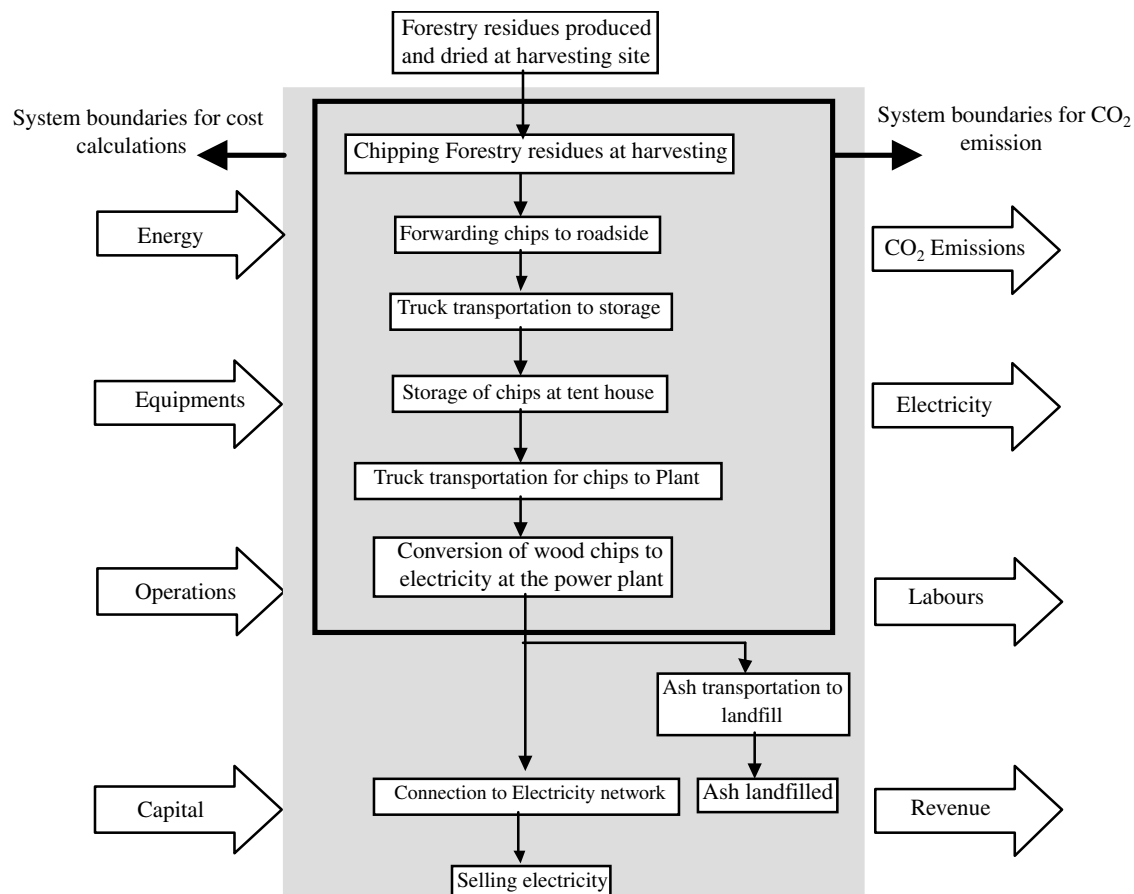 Forestry residues produced
and dried at harvesting site
System boundaries for cost
calculations
System boundaries for CO₂
emission
Chipping Forestry residues at harvesting
Energy
Forwarding chips to roadside
CO₂ Emissions
Truck transportation to storage
Equipments
Storage of chips at tent house
Electricity
Truck transportation for chips to Plant
Conversion of wood chips to
electricity at the power plant
Operations
Labours
Ash transportation to
landfill
Capital
Connection to Electricity network
Ash landfilled
Revenue
Selling electricity